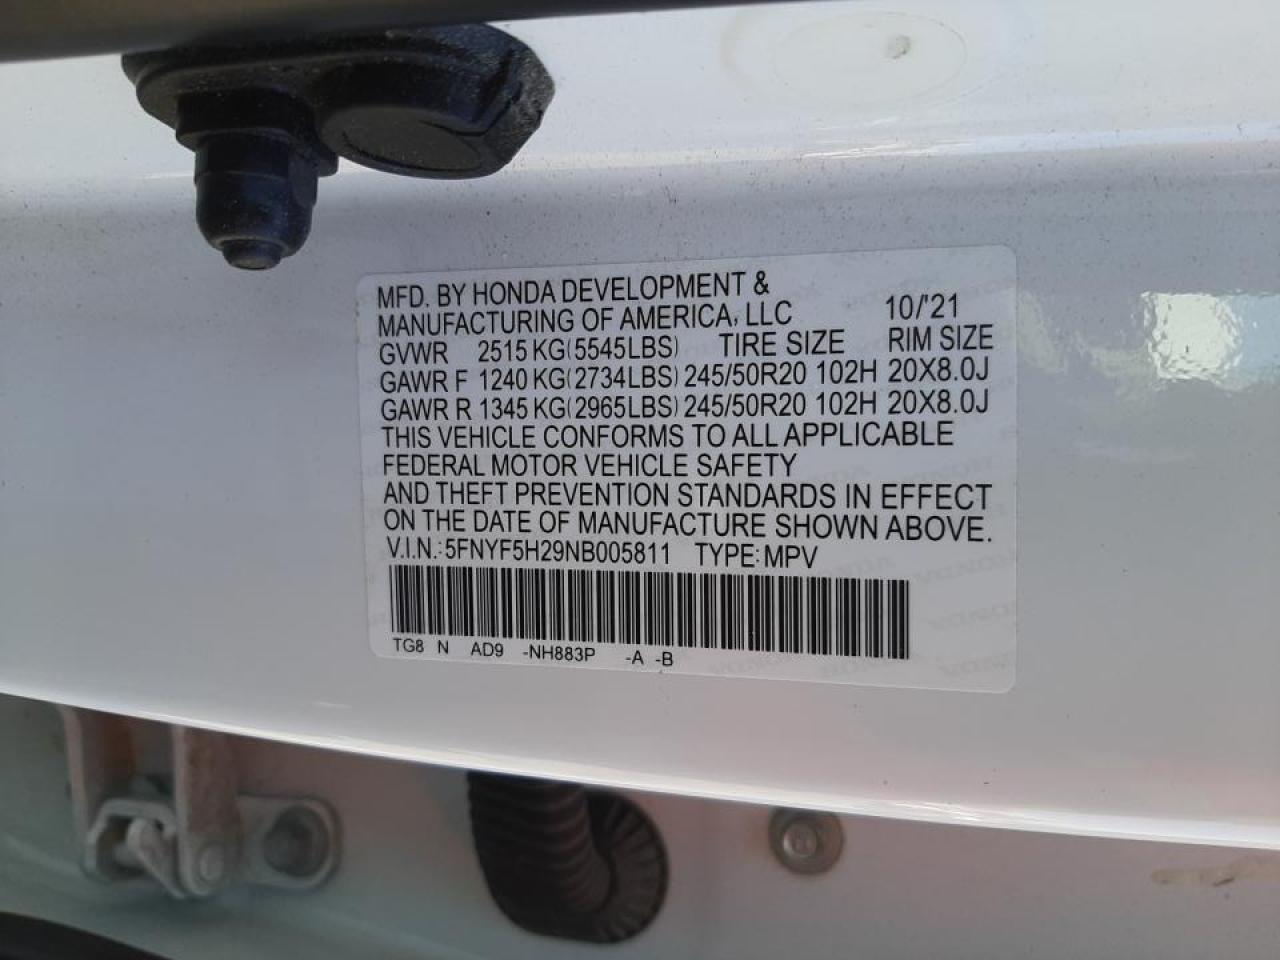 MFD. BY HONDA DEVELOPMENT &
MANUFACTURING OF AMERICA, LLC 10/'21
GVWR 2515 KG(5545LBS) TIRE SIZE RIM SIZE
GAWR F 1240 KG(2734LBS) 245/50R20 102H 20X8.0J
GAWR R 1345 KG(2965LBS) 245/50R20 102H 20X8.0J
THIS VEHICLE CONFORMS TO ALL APPLICABLE
FEDERAL MOTOR VEHICLE SAFETY
AND THEFT PREVENTION STANDARDS IN EFFECT
ON THE DATE OF MANUFACTURE SHOWN ABOVE.
V.I.N.: 5FNYF5H29NB005811 TYPE: MPV
TG8 N AD9 -NH883P -A -B